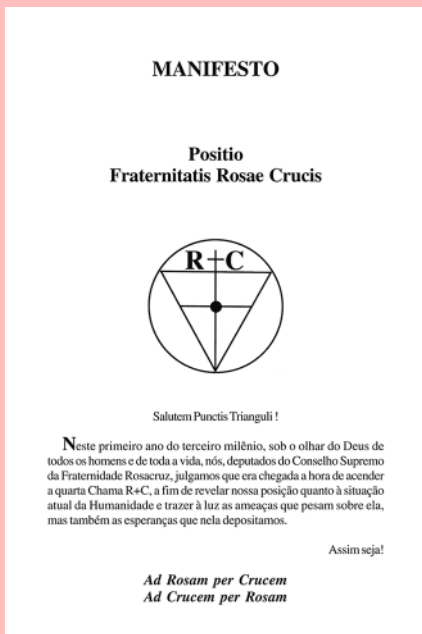 MANIFESTO
Positio
Fraternitatis Rosae Crucis
R+C
Salutem Punctis Trianguli !
Neste primeiro ano do terceiro milênio, sob o olhar do Deus de
todos os homens e de toda a vida, nós, deputados do Conselho Supremo
da Fraternidade Rosacruz, julgamos que era chegada a hora de acender
a quarta Chama R+C, a fim de revelar nossa posição quanto à situação
atual da Humanidade e trazer à luz as ameaças que pesam sobre ela,
mas também as esperanças que nela depositamos.
Assim seja!
Ad Rosam per Crucem
Ad Crucem per Rosam